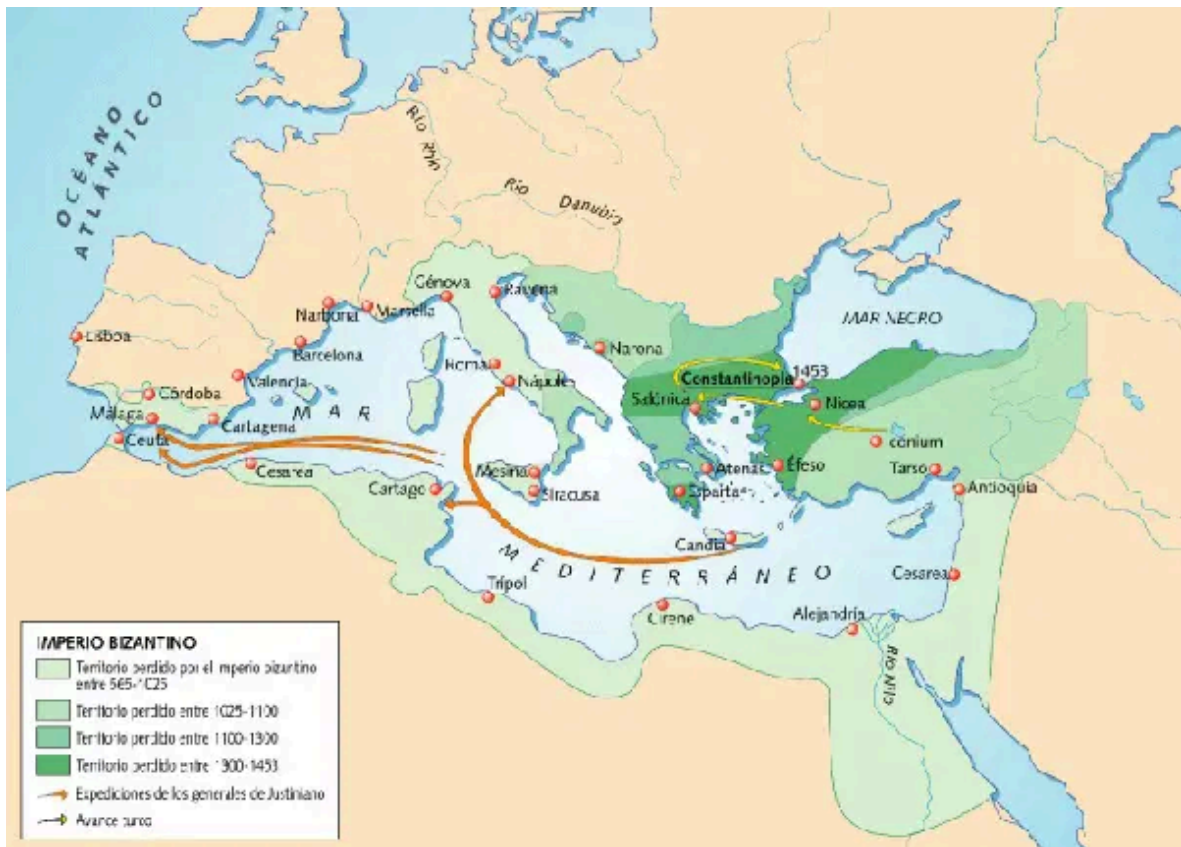 OCÉANO
ATLÁNTICO
Río Rhin
Río Danubio
Génova
Ravena
Narbona
Marsella
MAR NEGRO
Lisboa
Barcelona
Roma
Narona
1453
Constantinopla
Valencia
Nápoles
Salónica
Nicea
Córdoba
MAR
Málaga
Cartagena
conium
Ceuta
Cesarea
Mesina
Atenas
Éfeso
Tarso
Cartago
Siracusa
Esparta
Antioquía
Candia
MEDITERRÁNEO
Cesarea
Trípol
Cirene
Alejandría
Río Nilo
IMPERIO BIZANTINO
Territorio perdido por el imperio bizantino
entre 565-1025
Territorio perdido entre 1025-1100
Territorio perdido entre 1100-1300
Territorio perdido entre 1300-1453
Expediciones de los generales de Justiniano
Avance turco